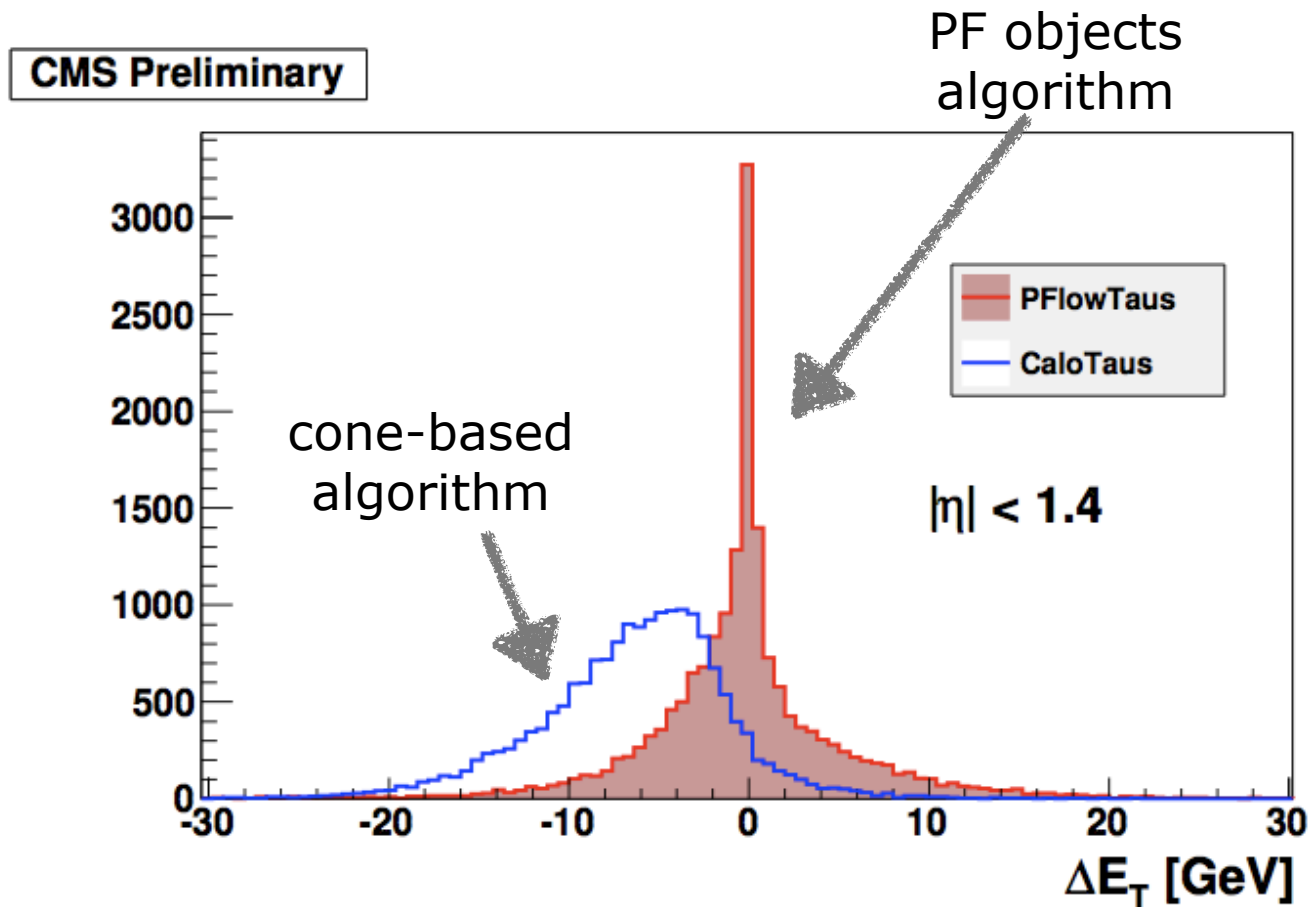 PF objects
algorithm
CMS Preliminary
3000
2500
2000
1500
1000
500
0
PFlowTaus
CaloTaus
cone-based
algorithm
|η| < 1.4
-30 -20 -10 0 10 20 30
ΔE_T [GeV]